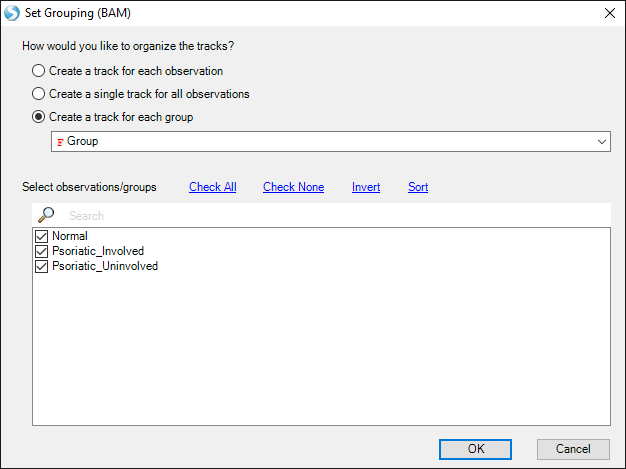 Set Grouping (BAM)
How would you like to organize the tracks?
Create a track for each observation
Create a single track for all observations
Create a track for each group
Group
Select observations/groups Check All Check None Invert Sort
Search
Normal
Psoriatic_Involved
Psoriatic_Uninvolved
OK Cancel